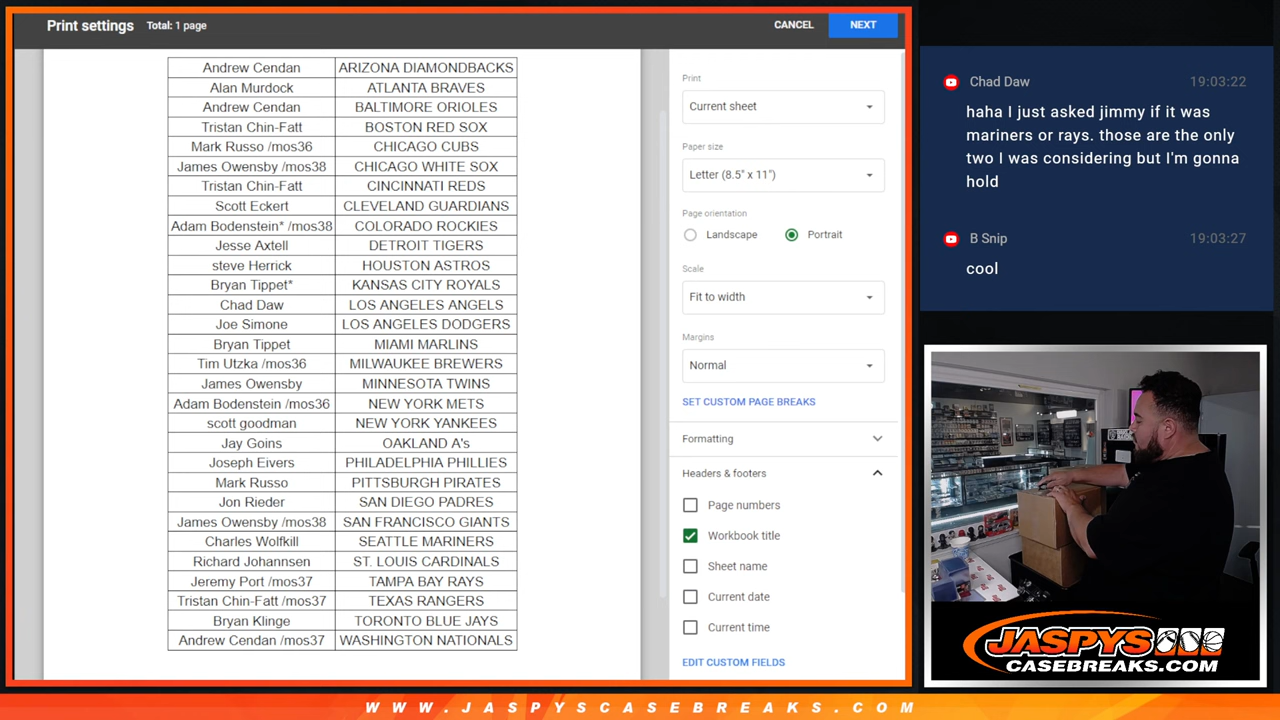 Print settings Total: 1 page CANCEL NEXT
Andrew Cendan ARIZONA DIAMONDBACKS
Alan Murdock ATLANTA BRAVES
Andrew Cendan BALTIMORE ORIOLES
Tristan Chin-Fatt BOSTON RED SOX
Mark Russo /mos36 CHICAGO CUBS
James Owensby /mos38 CHICAGO WHITE SOX
Tristan Chin-Fatt CINCINNATI REDS
Scott Eckert CLEVELAND GUARDIANS
Adam Bodenstein* /mos38 COLORADO ROCKIES
Jesse Axtell DETROIT TIGERS
steve Herrick HOUSTON ASTROS
Bryan Tippet* KANSAS CITY ROYALS
Chad Daw LOS ANGELES ANGELS
Joe Simone LOS ANGELES DODGERS
Bryan Tippet MIAMI MARLINS
Tim Utzka /mos36 MILWAUKEE BREWERS
James Owensby MINNESOTA TWINS
Adam Bodenstein /mos36 NEW YORK METS
scott goodman NEW YORK YANKEES
Jay Goins OAKLAND A's
Joseph Eivers PHILADELPHIA PHILLIES
Mark Russo PITTSBURGH PIRATES
Jon Rieder SAN DIEGO PADRES
James Owensby /mos38 SAN FRANCISCO GIANTS
Charles Wolfkill SEATTLE MARINERS
Richard Johannsen ST. LOUIS CARDINALS
Jeremy Port /mos37 TAMPA BAY RAYS
Tristan Chin-Fatt /mos37 TEXAS RANGERS
Bryan Klinge TORONTO BLUE JAYS
Andrew Cendan /mos37 WASHINGTON NATIONALS
Print
Current sheet
Paper size
Letter (8.5" x 11")
Page orientation
Landscape Portrait
Scale
Fit to width
Margins
Normal
SET CUSTOM PAGE BREAKS
Formatting
Headers & footers
Page numbers
Workbook title
Sheet name
Current date
Current time
EDIT CUSTOM FIELDS
Chad Daw 19:03:22
haha I just asked jimmy if it was
mariners or rays. those are the only
two I was considering but I'm gonna
hold
B Snip 19:03:27
cool
JASPYS
CASEBREAKS.COM
WWW.JASPYSCASEBREAKS.COM